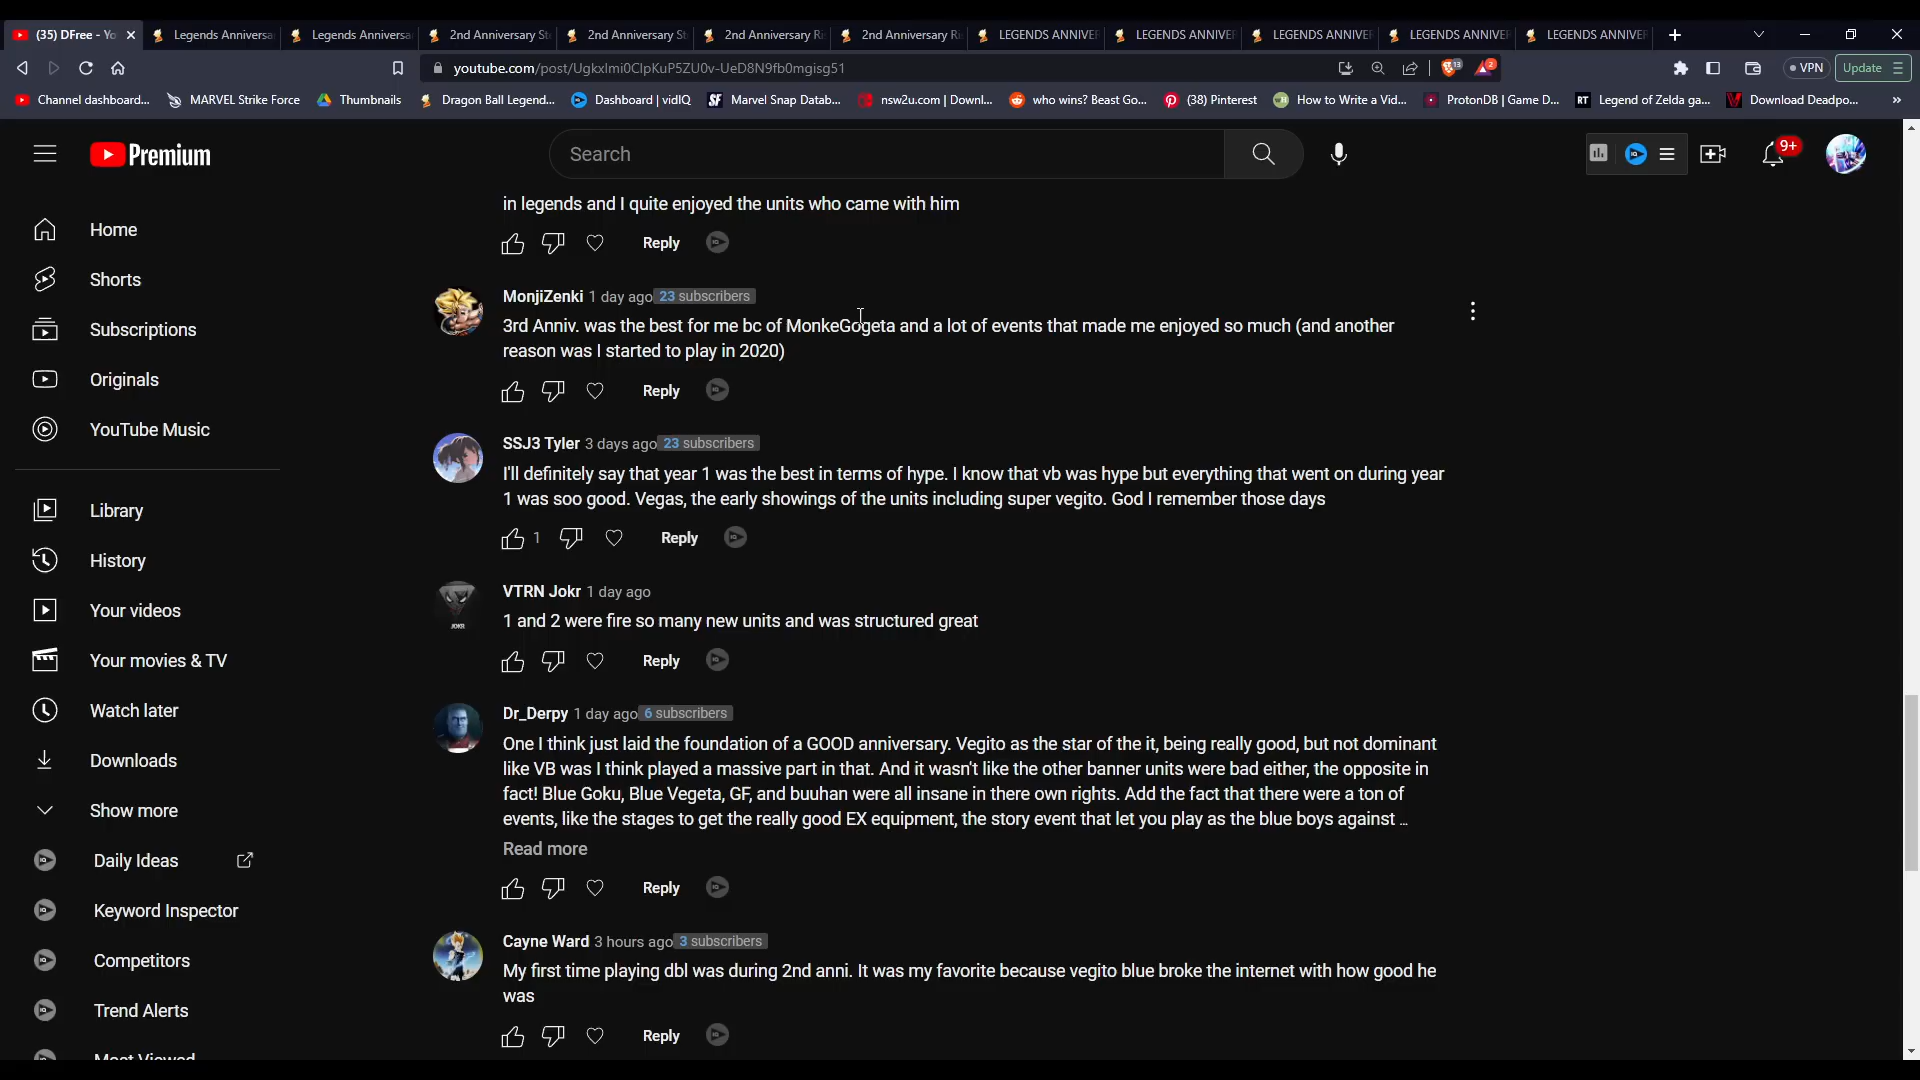 (35) DFree - Yo
Legends Anniversa
Legends Anniversa
2nd Anniversary St
2nd Anniversary St
2nd Anniversary Ri
2nd Anniversary Ri
LEGENDS ANNIVER
LEGENDS ANNIVER
LEGENDS ANNIVER
LEGENDS ANNIVER
LEGENDS ANNIVER
youtube.com/post/UgkxImi0ClpKuP5ZU0v-UeD8N9fb0mgisg51
13
2
VPN
Update
Channel dashboard...
MARVEL Strike Force
Thumbnails
Dragon Ball Legend...
Dashboard | vidIQ
SF
Marvel Snap Datab...
nsw2u.com | Downl...
who wins? Beast Go...
(38) Pinterest
How to Write a Vid...
ProtonDB | Game D...
RT
Legend of Zelda ga...
Download Deadpo...
Premium
Search
9+
Home
Shorts
Subscriptions
Originals
YouTube Music
Library
History
Your videos
Your movies & TV
Watch later
Downloads
Show more
Daily Ideas
Keyword Inspector
Competitors
Trend Alerts
Most Viewed
in legends and I quite enjoyed the units who came with him
Reply
MonjiZenki 1 day ago 23 subscribers
3rd Anniv. was the best for me bc of MonkeGogeta and a lot of events that made me enjoyed so much (and another
reason was I started to play in 2020)
Reply
SSJ3 Tyler 3 days ago 23 subscribers
I'll definitely say that year 1 was the best in terms of hype. I know that vb was hype but everything that went on during year
1 was soo good. Vegas, the early showings of the units including super vegito. God I remember those days
1 Reply
VTRN Jokr 1 day ago
1 and 2 were fire so many new units and was structured great
JOKR
Reply
Dr_Derpy 1 day ago 6 subscribers
One I think just laid the foundation of a GOOD anniversary. Vegito as the star of the it, being really good, but not dominant
like VB was I think played a massive part in that. And it wasn't like the other banner units were bad either, the opposite in
fact! Blue Goku, Blue Vegeta, GF, and buuhan were all insane in there own rights. Add the fact that there were a ton of
events, like the stages to get the really good EX equipment, the story event that let you play as the blue boys against ...
Read more
Reply
Cayne Ward 3 hours ago 3 subscribers
My first time playing dbl was during 2nd anni. It was my favorite because vegito blue broke the internet with how good he
was
Reply